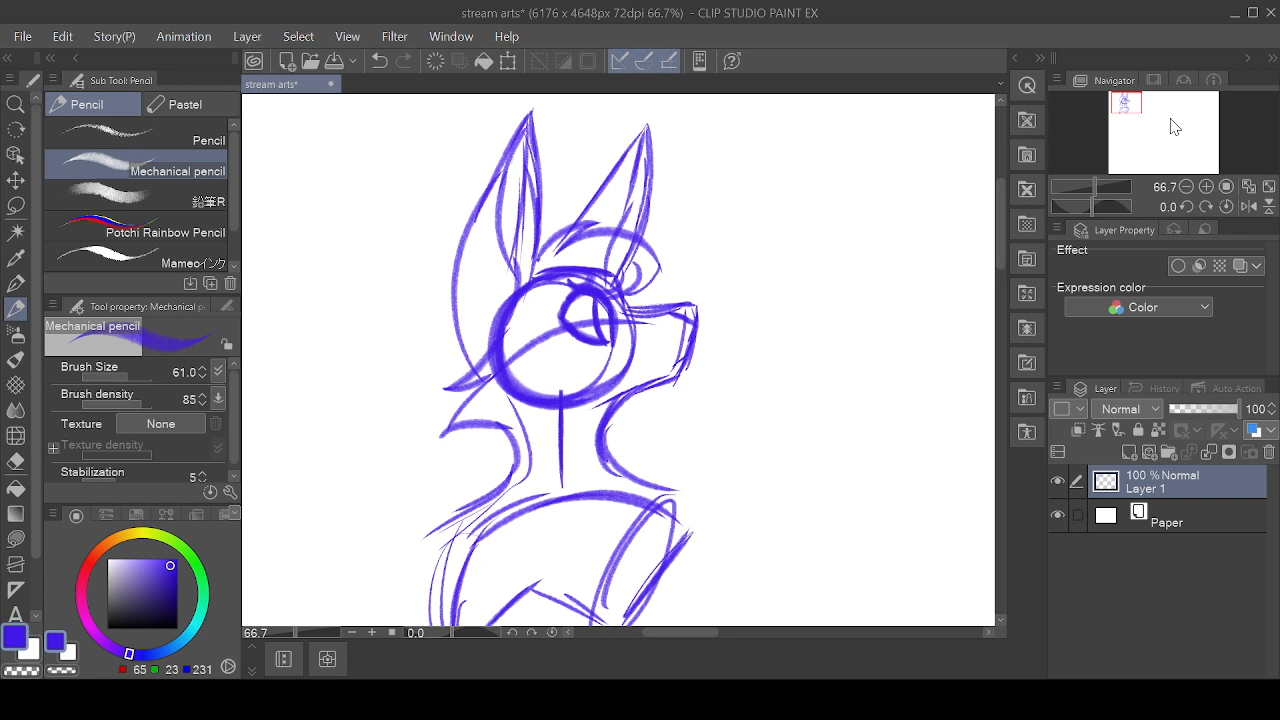 stream arts* (6176 x 4648px 72dpi 66.7%) - CLIP STUDIO PAINT EX
File Edit Story(P) Animation Layer Select View Filter Window Help
Sub Tool: Pencil
stream arts*
Navigator
Pencil Pastel
Pencil
Mechanical pencil
鉛筆R
Potchi Rainbow Pencil
66.7
0.0
Layer Property
Effect
Expression color
Color
Tool property: Mechanical pe
Mechanical pencil
Brush Size 61.0
Brush density 85
Texture None
Texture density
Stabilization 5
Layer History Auto Action
Normal 100
100 % Normal
Layer 1
Paper
66.7 0.0
65 23 231
A